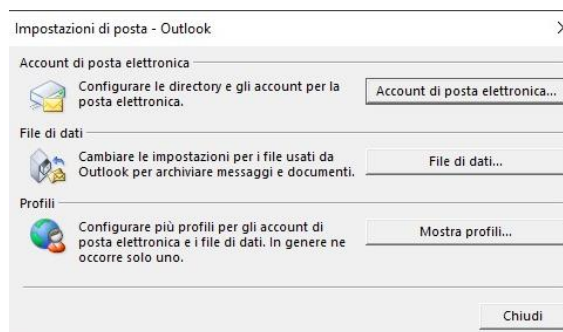 Impostazioni di posta - Outlook
Account di posta elettronica
Configurare le directory e gli account per la
posta elettronica.
Account di posta elettronica...
File di dati
Cambiare le impostazioni per i file usati da
Outlook per archiviare messaggi e documenti.
File di dati...
Profili
Configurare più profili per gli account di
posta elettronica e i file di dati. In genere ne
occorre solo uno.
Mostra profili...
Chiudi